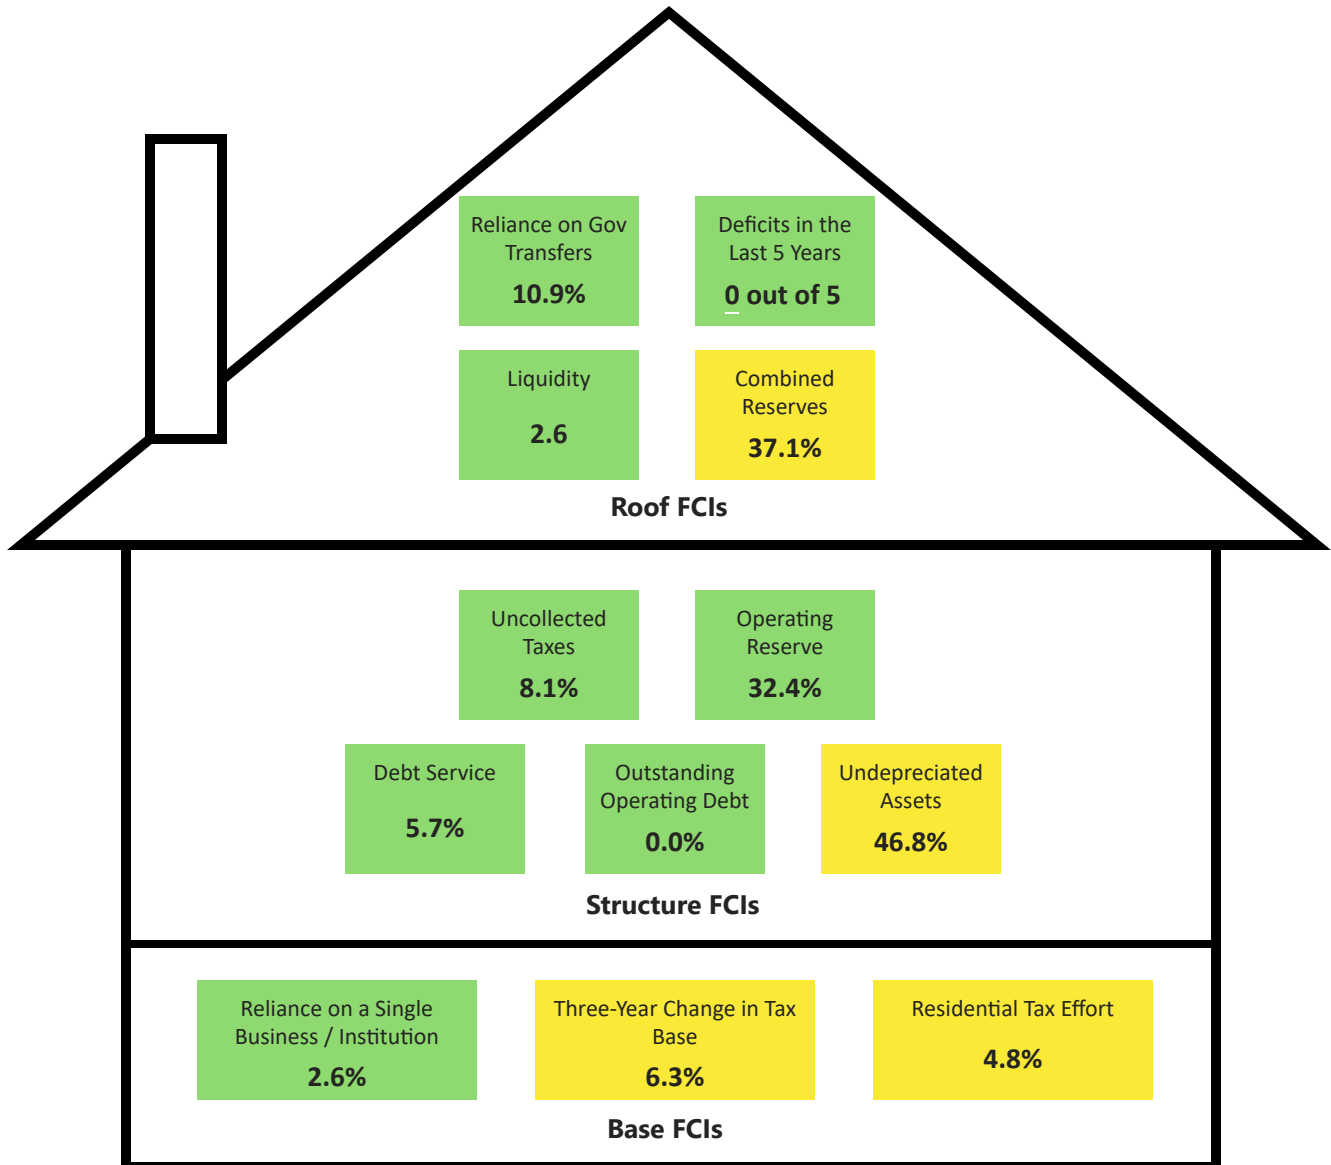 Reliance on Gov
Transfers
10.9%
Deficits in the
Last 5 Years
0 out of 5
Liquidity
2.6
Combined
Reserves
37.1%
Roof FCIs
Uncollected
Taxes
8.1%
Operating
Reserve
32.4%
Debt Service
5.7%
Outstanding
Operating Debt
0.0%
Undepreciated
Assets
46.8%
Structure FCIs
Reliance on a Single
Business / Institution
2.6%
Three-Year Change in Tax
Base
6.3%
Residential Tax Effort
4.8%
Base FCIs